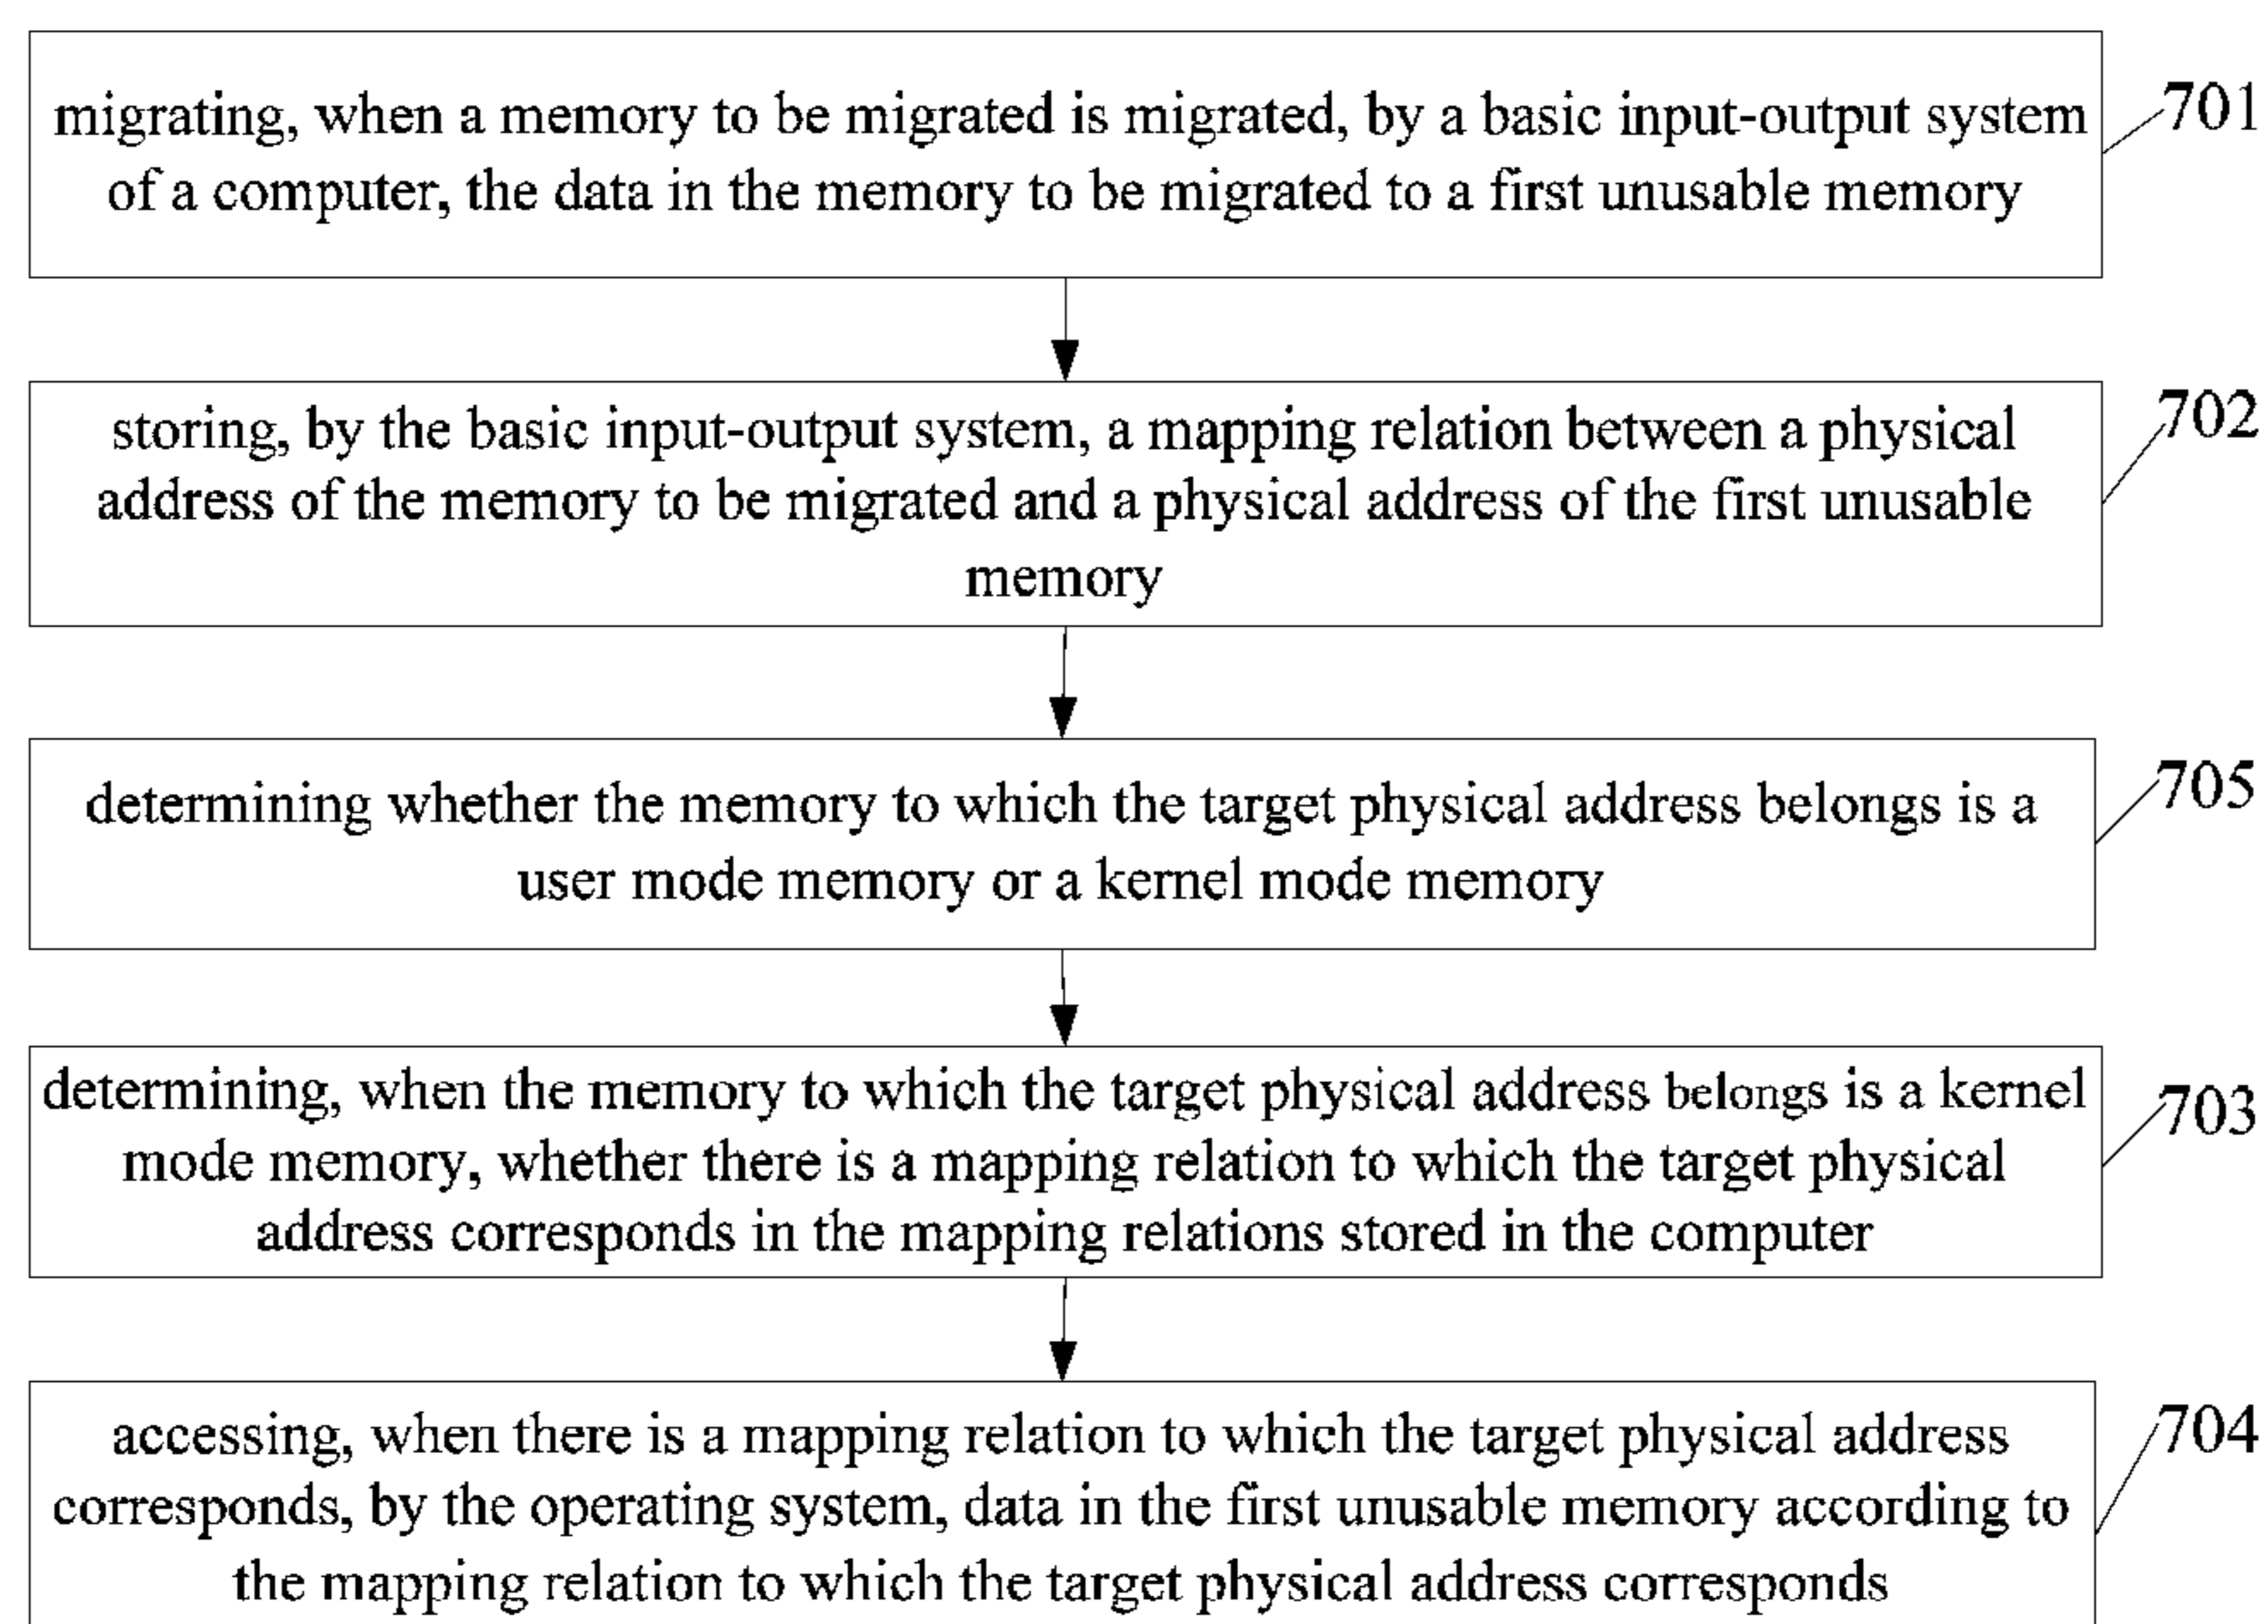 migrating, when a memory to be migrated is migrated, by a basic input-output system
of a computer, the data in the memory to be migrated to a first unusable memory
701
storing, by the basic input-output system, a mapping relation between a physical
address of the memory to be migrated and a physical address of the first unusable
memory
702
determining whether the memory to which the target physical address belongs is a
user mode memory or a kernel mode memory
705
determining, when the memory to which the target physical address belongs is a kernel
mode memory, whether there is a mapping relation to which the target physical
address corresponds in the mapping relations stored in the computer
703
accessing, when there is a mapping relation to which the target physical address
corresponds, by the operating system, data in the first unusable memory according to
the mapping relation to which the target physical address corresponds
704